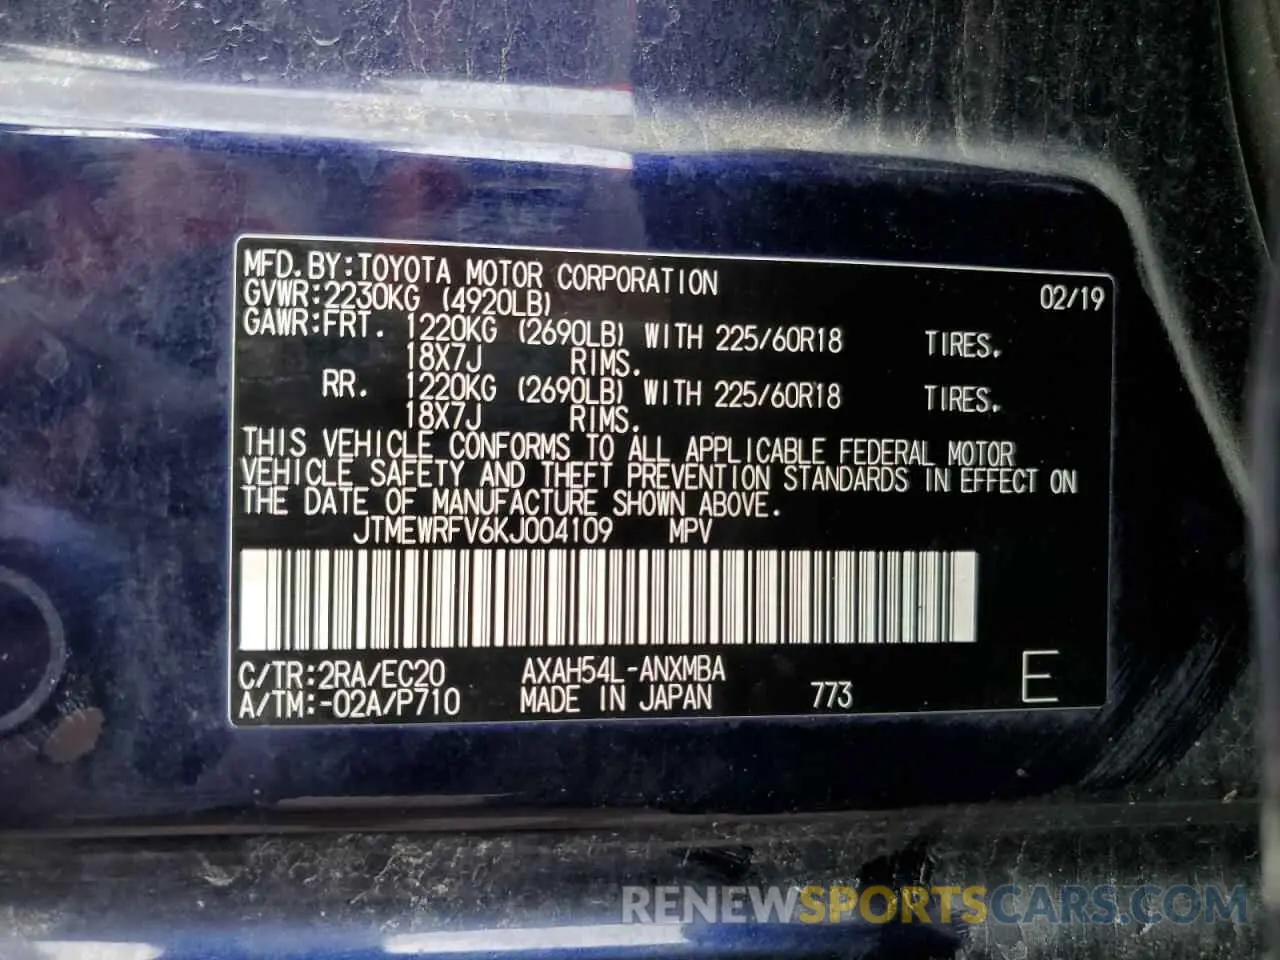 MFD.BY:TOYOTA MOTOR CORPORATION 02/19
GVWR:2230KG (4920LB)
GAWR:FRT. 1220KG (2690LB) WITH 225/60R18 TIRES.
18X7J RIMS.
RR. 1220KG (2690LB) WITH 225/60R18 TIRES.
18X7J RIMS.
THIS VEHICLE CONFORMS TO ALL APPLICABLE FEDERAL MOTOR
VEHICLE SAFETY AND THEFT PREVENTION STANDARDS IN EFFECT ON
THE DATE OF MANUFACTURE SHOWN ABOVE.
JTMEWRFV6KJ004109 MPV
C/TR:2RA/EC20 AXAH54L-ANXMBA
A/TM:-02A/P710 MADE IN JAPAN 773 E
RENEWSPORTSCARS.COM